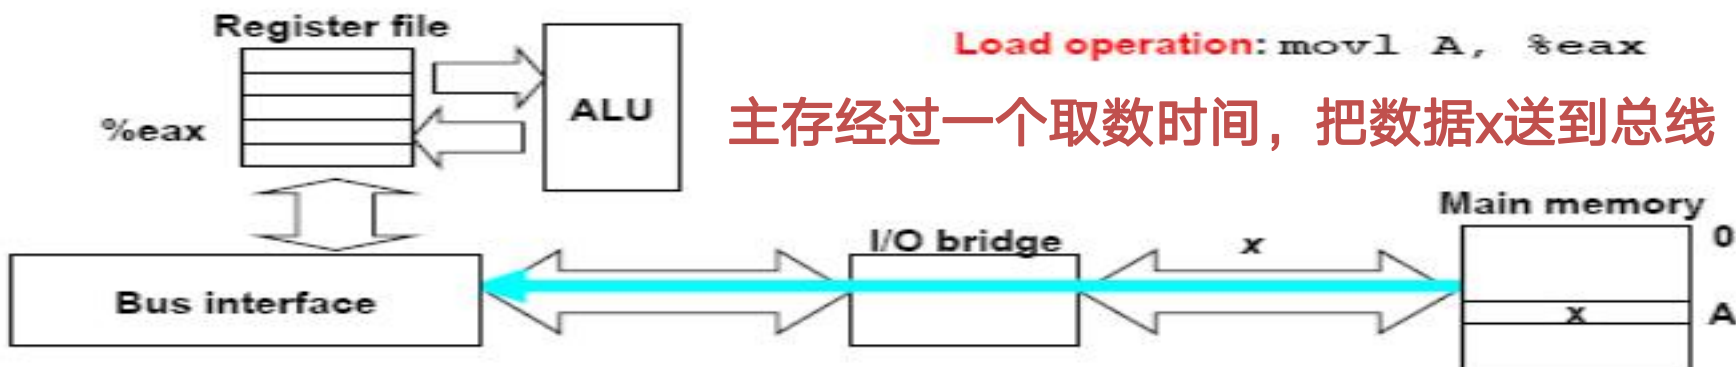 Register file
Load operation: movl A, %eax
ALU
%eax
主存经过一个取数时间，把数据x送到总线
Main memory
I/O bridge
x
0
Bus interface
x
A